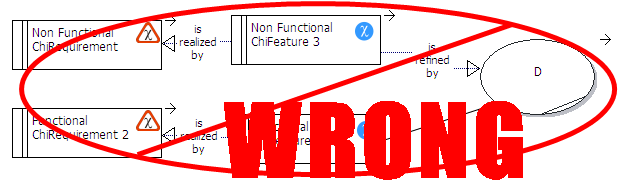 Non Functional
ChiRequirement
χ
is
realized
by
Non Functional
ChiFeature 3
χ
is
refined
by
D
Functional
ChiRequirement 2
χ
is
realized
by
WRONG